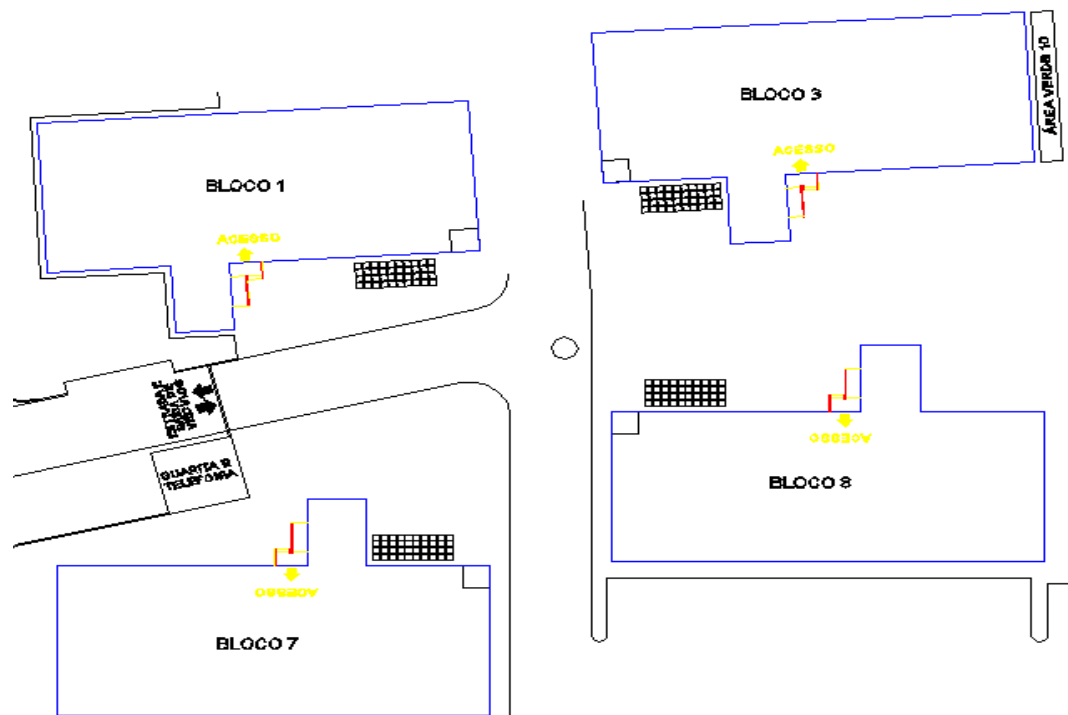 BLOCO 3
ÁREA VERDE 10
ACESSO
BLOCO 1
ACESSO
GUARITA E
TELEFONIA
ACESSO
BLOCO 8
ACESSO
BLOCO 7